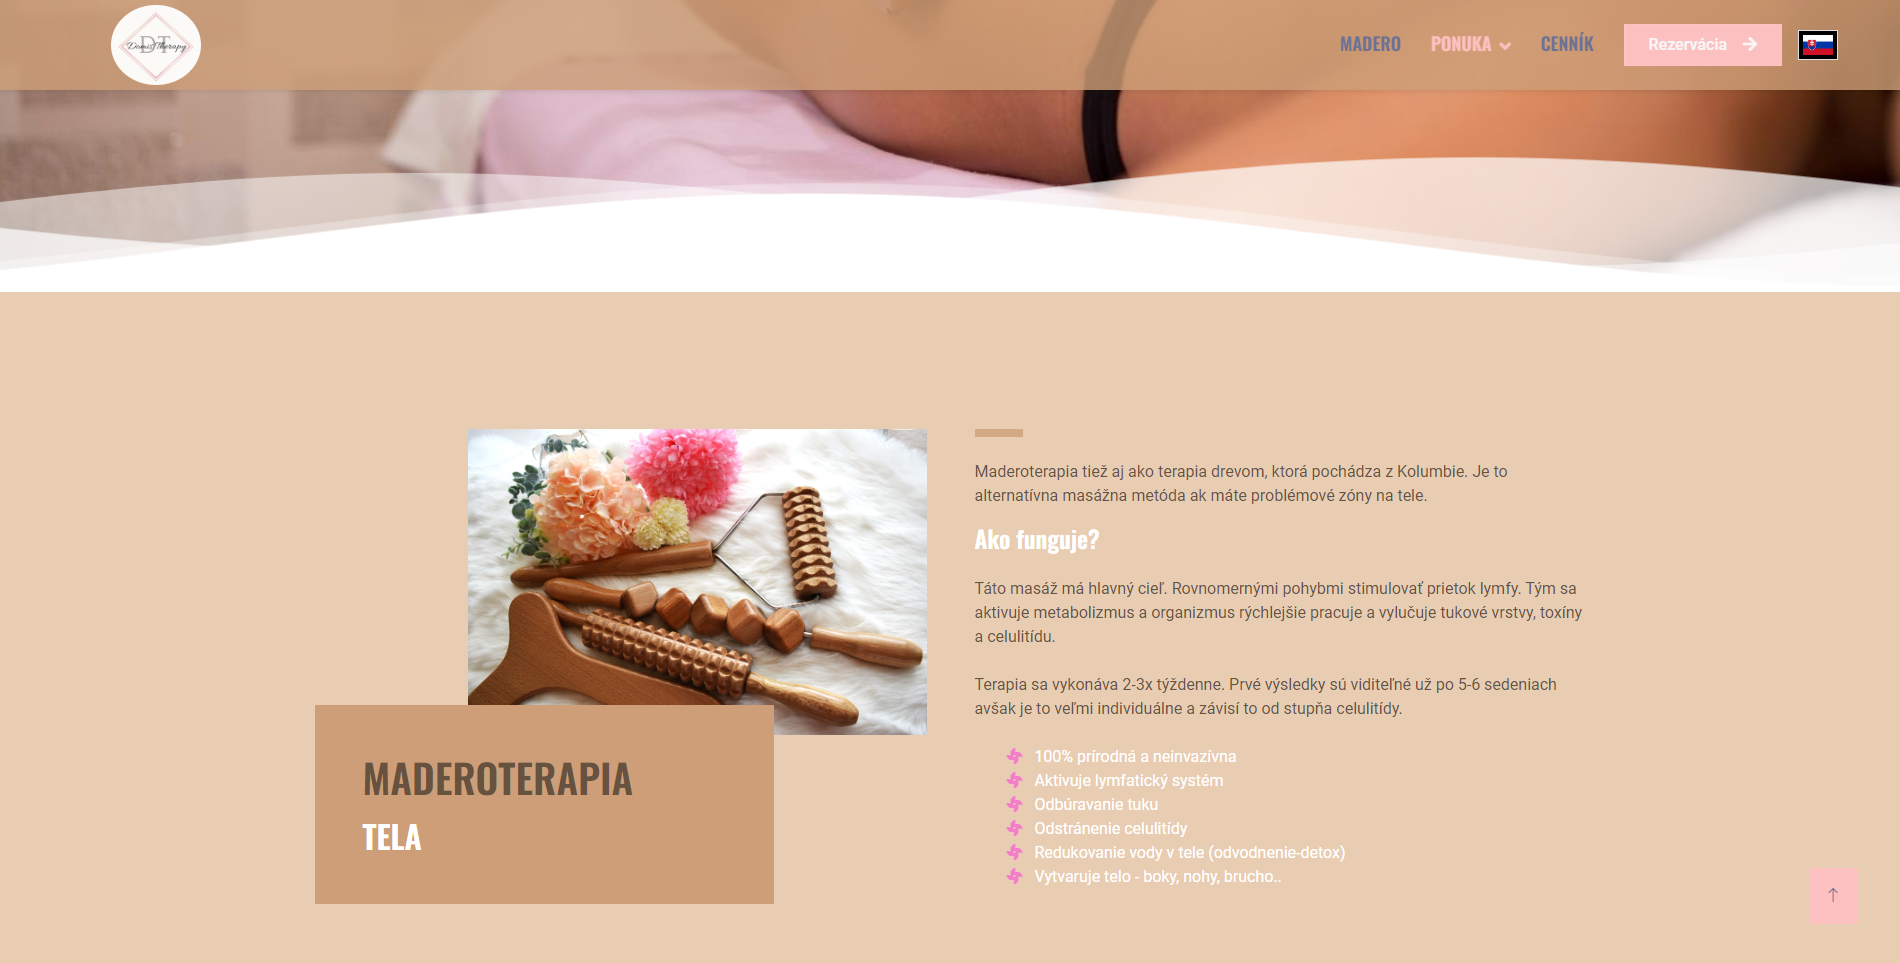 DT
Domi's Therapy
MADERO
PONUKA
CENNÍK
Rezervácia
Maderoterapia tiež aj ako terapia drevom, ktorá pochádza z Kolumbie. Je to
alternatívna masážna metóda ak máte problémové zóny na tele.
Ako funguje?
Táto masáž má hlavný cieľ. Rovnomernými pohybmi stimulovať prietok lymfy. Tým sa
aktivuje metabolizmus a organizmus rýchlejšie pracuje a vylučuje tukové vrstvy, toxíny
a celulitídu.
Terapia sa vykonáva 2-3x týždenne. Prvé výsledky sú viditeľné už po 5-6 sedeniach
avšak je to veľmi individuálne a závisí to od stupňa celulitídy.
100% prírodná a neinvazívna
Aktivuje lymfatický systém
Odbúravanie tuku
Odstránenie celulitídy
Redukovanie vody v tele (odvodnenie-detox)
Vytvaruje telo - boky, nohy, brucho..
MADEROTERAPIA
TELA